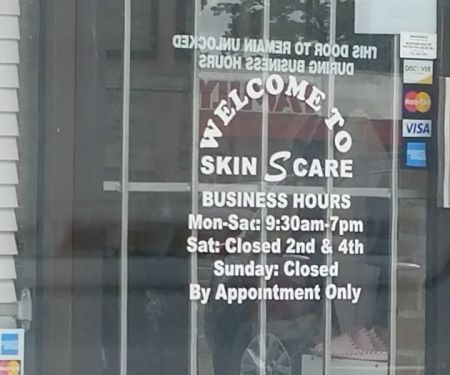 THIS DOOR TO REMAIN UNLOCKED
DURING BUSINESS HOURS
WELCOME TO
SKIN S CARE
BUSINESS HOURS
Mon-Sat: 9:30am-7pm
Sat: Closed 2nd & 4th
Sunday: Closed
By Appointment Only
DISCOVER
MasterCard
VISA